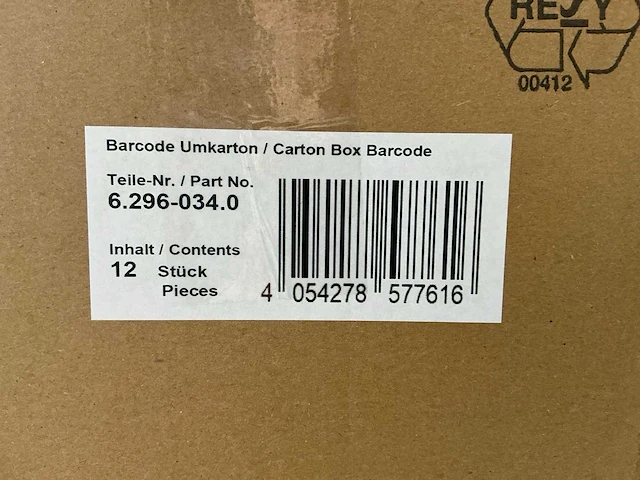 RESY
00412
Barcode Umkarton / Carton Box Barcode
Teile-Nr. / Part No.
6.296-034.0
Inhalt / Contents
12 Stück
Pieces
4 054278 577616